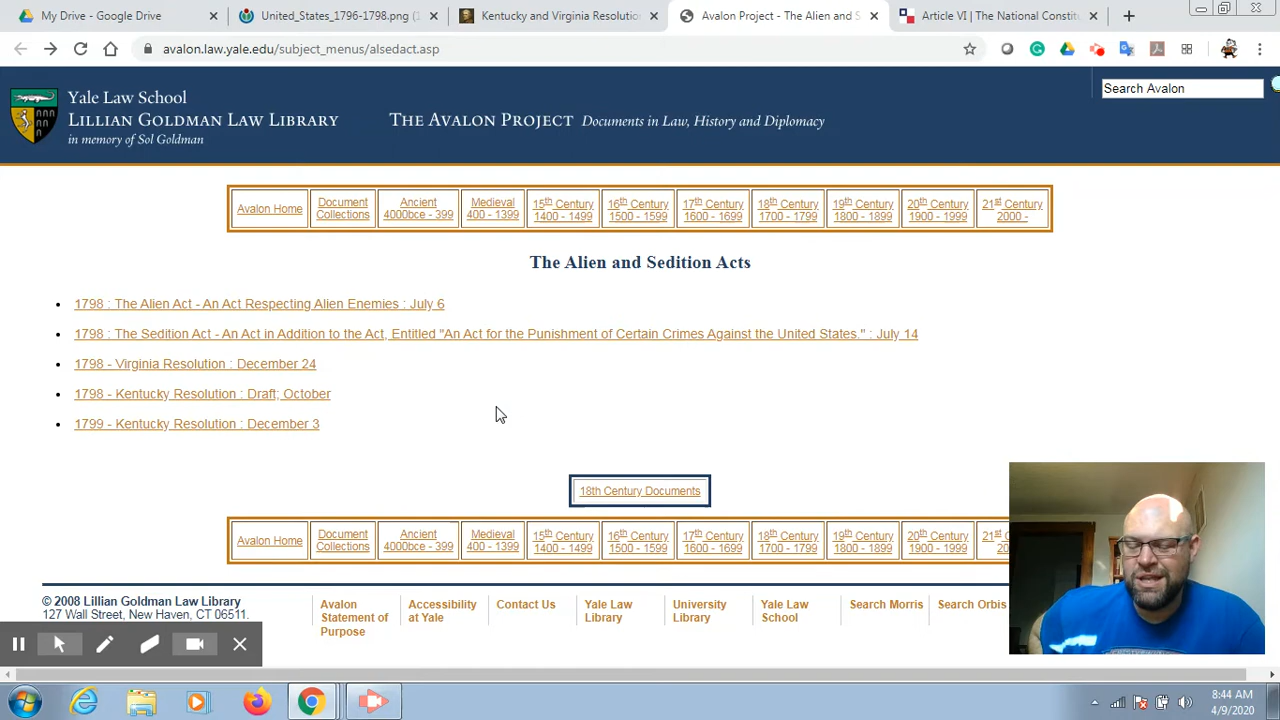 My Drive - Google Drive
United_States_1796-1798.png (
Kentucky and Virginia Resolution
Avalon Project - The Alien and S
Article VI | The National Constitu
avalon.law.yale.edu/subject_menus/alsedact.asp
Yale Law School
LILLIAN GOLDMAN LAW LIBRARY
in memory of Sol Goldman
THE AVALON PROJECT Documents in Law, History and Diplomacy
Search Avalon
Avalon Home
Document
Collections
Ancient
4000bce - 399
Medieval
400 - 1399
15th Century
1400 - 1499
16th Century
1500 - 1599
17th Century
1600 - 1699
18th Century
1700 - 1799
19th Century
1800 - 1899
20th Century
1900 - 1999
21st Century
2000 -
The Alien and Sedition Acts
1798 : The Alien Act - An Act Respecting Alien Enemies : July 6
1798 : The Sedition Act - An Act in Addition to the Act, Entitled "An Act for the Punishment of Certain Crimes Against the United States." : July 14
1798 - Virginia Resolution : December 24
1798 - Kentucky Resolution : Draft; October
1799 - Kentucky Resolution : December 3
18th Century Documents
Avalon Home
Document
Collections
Ancient
4000bce - 399
Medieval
400 - 1399
15th Century
1400 - 1499
16th Century
1500 - 1599
17th Century
1600 - 1699
18th Century
1700 - 1799
19th Century
1800 - 1899
20th Century
1900 - 1999
21st
20
© 2008 Lillian Goldman Law Library
127 Wall Street, New Haven, CT 06511.
Avalon
Statement of
Purpose
Accessibility
at Yale
Contact Us
Yale Law
Library
University
Library
Yale Law
School
Search Morris
Search Orbis
8:44 AM
4/9/2020